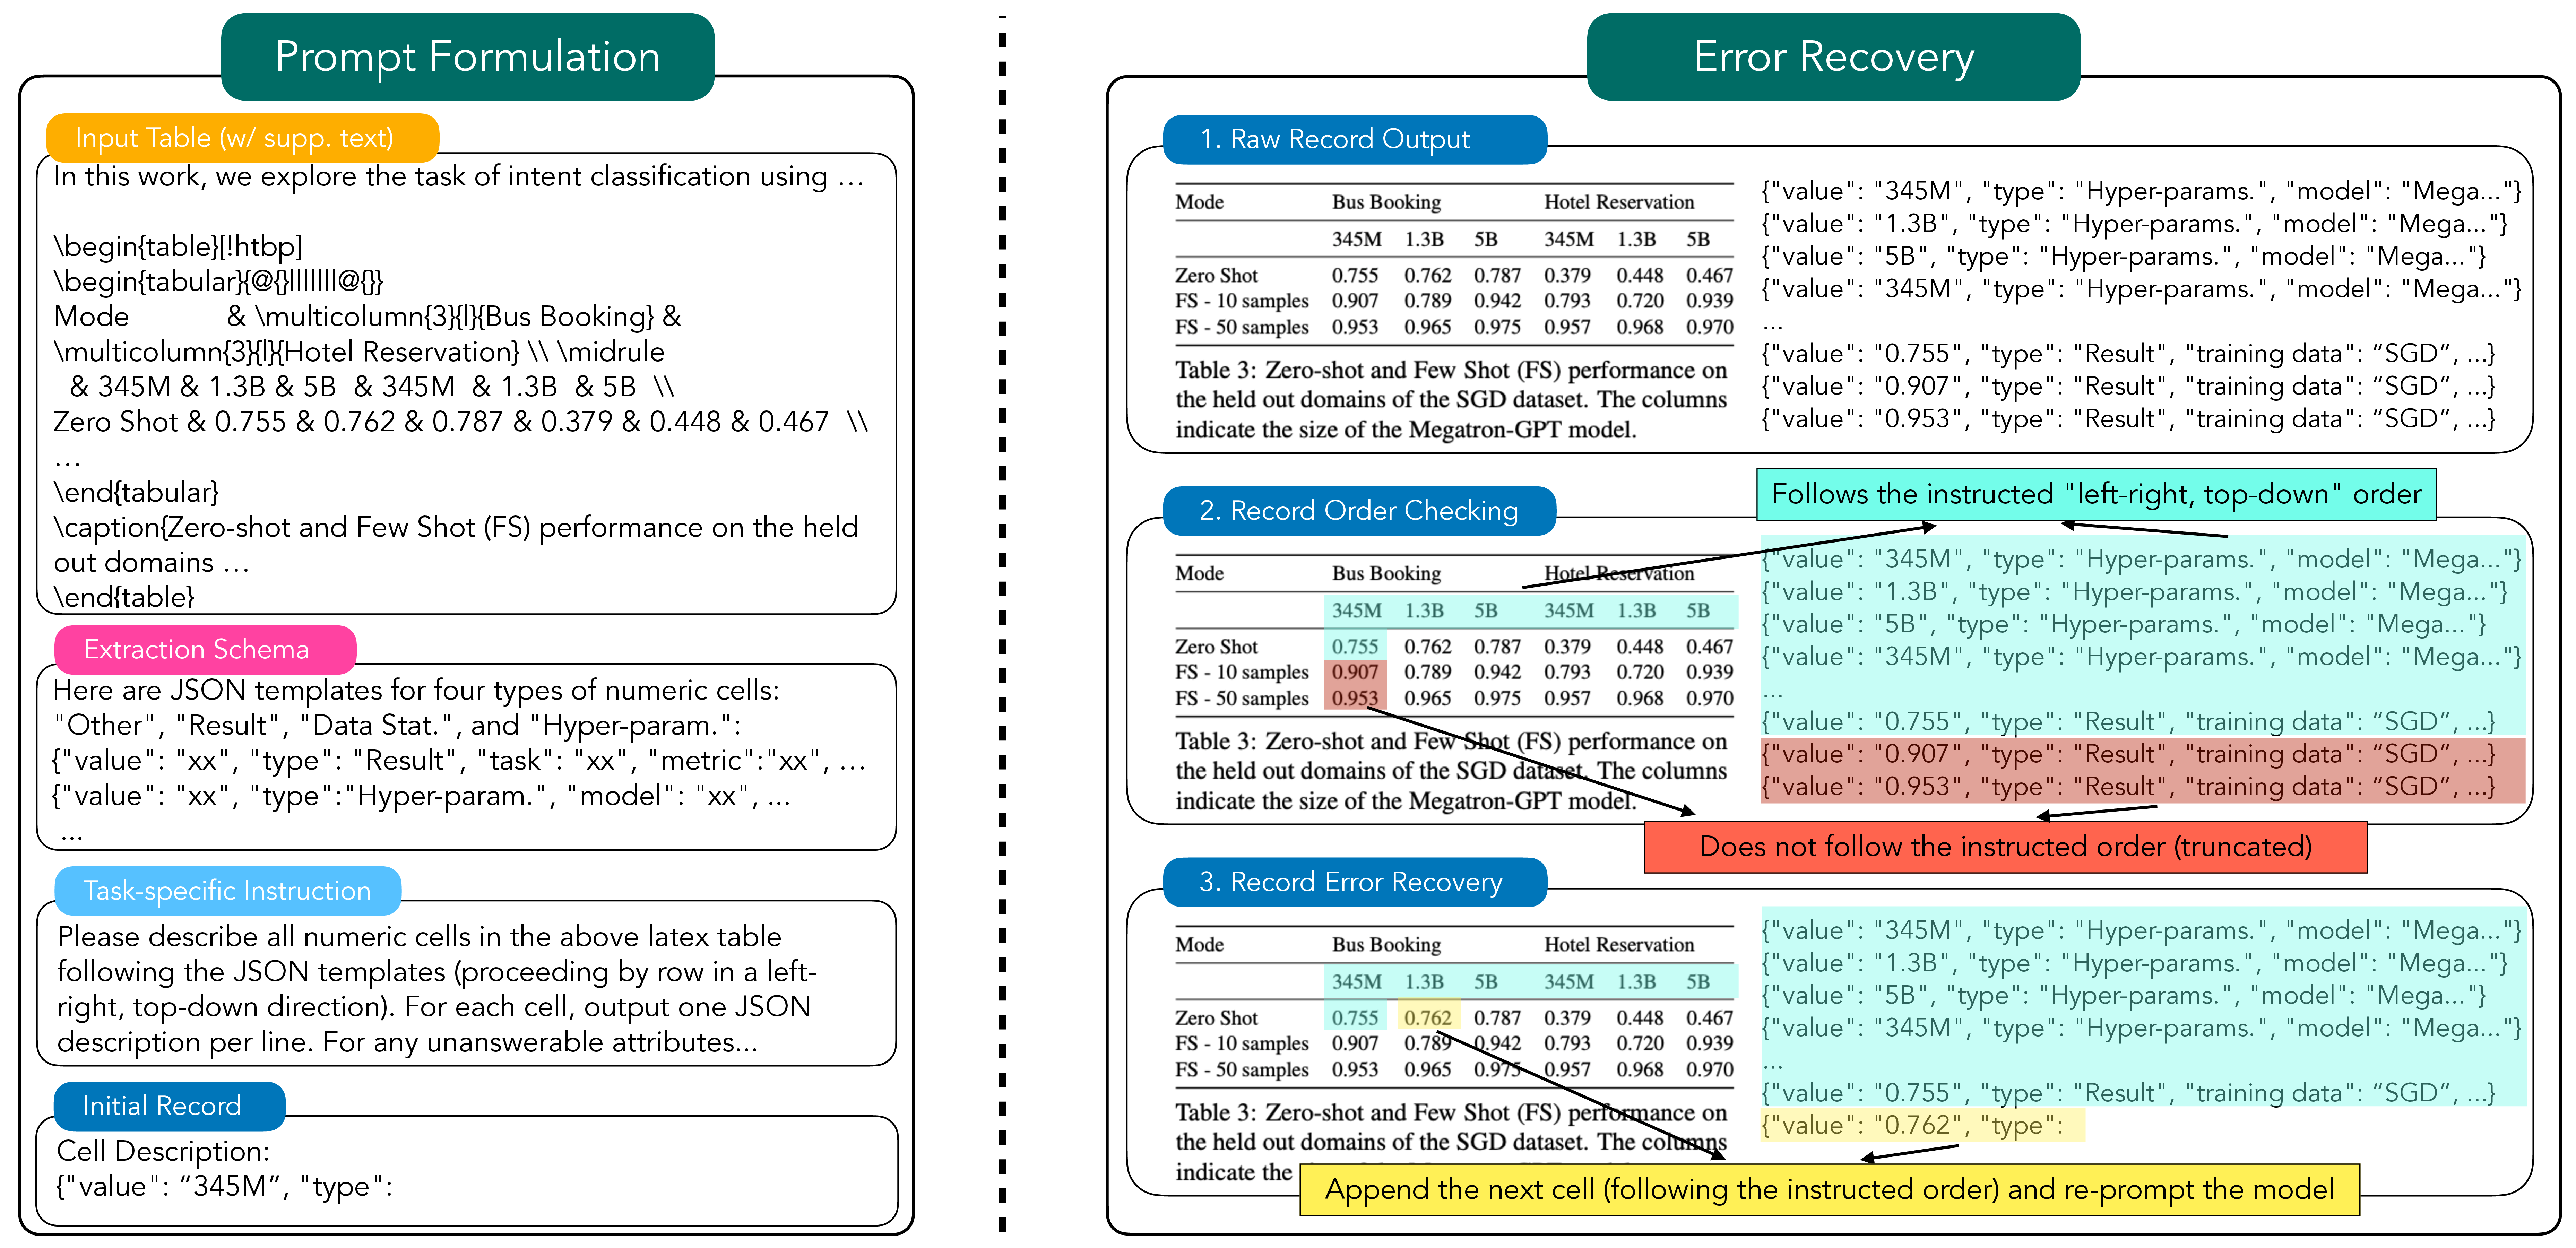 Prompt Formulation
Input Table (w/ supp. text)
In this work, we explore the task of intent classification using …
\begin{table}[!htbp]
\begin{tabular}{@{}lllllll@{}}
Mode & \multicolumn{3}{l}{Bus Booking} &
\multicolumn{3}{l}{Hotel Reservation} \\ \midrule
& 345M & 1.3B & 5B & 345M & 1.3B & 5B \\
Zero Shot & 0.755 & 0.762 & 0.787 & 0.379 & 0.448 & 0.467 \\
…
\end{tabular}
\caption{Zero-shot and Few Shot (FS) performance on the held
out domains …
\end{table}
Extraction Schema
Here are JSON templates for four types of numeric cells:
"Other", "Result", "Data Stat.", and "Hyper-param.":
{"value": "xx", "type": "Result", "task": "xx", "metric":"xx", …
{"value": "xx", "type":"Hyper-param.", "model": "xx", ...
...
Task-specific Instruction
Please describe all numeric cells in the above latex table
following the JSON templates (proceeding by row in a left-
right, top-down direction). For each cell, output one JSON
description per line. For any unanswerable attributes...
Initial Record
Cell Description:
{"value": “345M”, "type":
Error Recovery
1. Raw Record Output
Mode Bus Booking Hotel Reservation
345M 1.3B 5B 345M 1.3B 5B
Zero Shot 0.755 0.762 0.787 0.379 0.448 0.467
FS - 10 samples 0.907 0.789 0.942 0.793 0.720 0.939
FS - 50 samples 0.953 0.965 0.975 0.957 0.968 0.970
Table 3: Zero-shot and Few Shot (FS) performance on
the held out domains of the SGD dataset. The columns
indicate the size of the Megatron-GPT model.
{"value": "345M", "type": "Hyper-params.", "model": "Mega..."}
{"value": "1.3B", "type": "Hyper-params.", "model": "Mega..."}
{"value": "5B", "type": "Hyper-params.", "model": "Mega..."}
{"value": "345M", "type": "Hyper-params.", "model": "Mega..."}
...
{"value": "0.755", "type": "Result", "training data": “SGD”, ...}
{"value": "0.907", "type": "Result", "training data": “SGD”, ...}
{"value": "0.953", "type": "Result", "training data": “SGD”, ...}
2. Record Order Checking
Follows the instructed "left-right, top-down" order
Mode Bus Booking Hotel Reservation
345M 1.3B 5B 345M 1.3B 5B
Zero Shot 0.755 0.762 0.787 0.379 0.448 0.467
FS - 10 samples 0.907 0.789 0.942 0.793 0.720 0.939
FS - 50 samples 0.953 0.965 0.975 0.957 0.968 0.970
Table 3: Zero-shot and Few Shot (FS) performance on
the held out domains of the SGD dataset. The columns
indicate the size of the Megatron-GPT model.
{"value": "345M", "type": "Hyper-params.", "model": "Mega..."}
{"value": "1.3B", "type": "Hyper-params.", "model": "Mega..."}
{"value": "5B", "type": "Hyper-params.", "model": "Mega..."}
{"value": "345M", "type": "Hyper-params.", "model": "Mega..."}
...
{"value": "0.755", "type": "Result", "training data": “SGD”, ...}
{"value": "0.907", "type": "Result", "training data": “SGD”, ...}
{"value": "0.953", "type": "Result", "training data": “SGD”, ...}
Does not follow the instructed order (truncated)
3. Record Error Recovery
Mode Bus Booking Hotel Reservation
345M 1.3B 5B 345M 1.3B 5B
Zero Shot 0.755 0.762 0.787 0.379 0.448 0.467
FS - 10 samples 0.907 0.789 0.942 0.793 0.720 0.939
FS - 50 samples 0.953 0.965 0.975 0.957 0.968 0.970
Table 3: Zero-shot and Few Shot (FS) performance on
the held out domains of the SGD dataset. The columns
indicate the
{"value": "345M", "type": "Hyper-params.", "model": "Mega..."}
{"value": "1.3B", "type": "Hyper-params.", "model": "Mega..."}
{"value": "5B", "type": "Hyper-params.", "model": "Mega..."}
{"value": "345M", "type": "Hyper-params.", "model": "Mega..."}
...
{"value": "0.755", "type": "Result", "training data": “SGD”, ...}
{"value": "0.762", "type":
Append the next cell (following the instructed order) and re-prompt the model